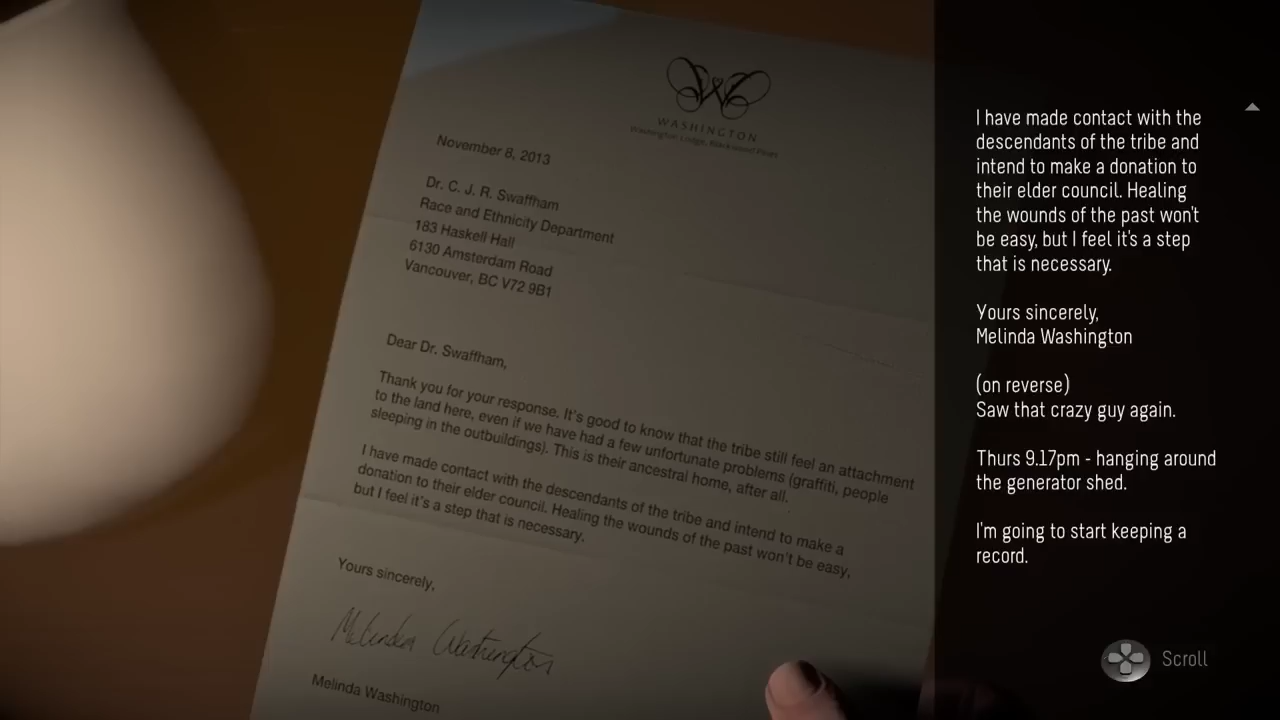 WASHINGTON
Washington Lodge, Blackwood Pines
November 8, 2013
Dr. C. J. R. Swaffham
Race and Ethnicity Department
183 Haskell Hall
6130 Amsterdam Road
Vancouver, BC V72 9B1
Dear Dr. Swaffham,
Thank you for your response. It's good to know that the tribe still feel an attachment
to the land here, even if we have had a few unfortunate problems (graffiti, people
sleeping in the outbuildings). This is their ancestral home, after all.
I have made contact with the descendants of the tribe and intend to make a
donation to their elder council. Healing the wounds of the past won't be easy,
but I feel it's a step that is necessary.
Yours sincerely,
Melinda Washington
Melinda Washington
I have made contact with the
descendants of the tribe and
intend to make a donation to
their elder council. Healing
the wounds of the past won't
be easy, but I feel it's a step
that is necessary.
Yours sincerely,
Melinda Washington
(on reverse)
Saw that crazy guy again.
Thurs 9.17pm - hanging around
the generator shed.
I'm going to start keeping a
record.
Scroll